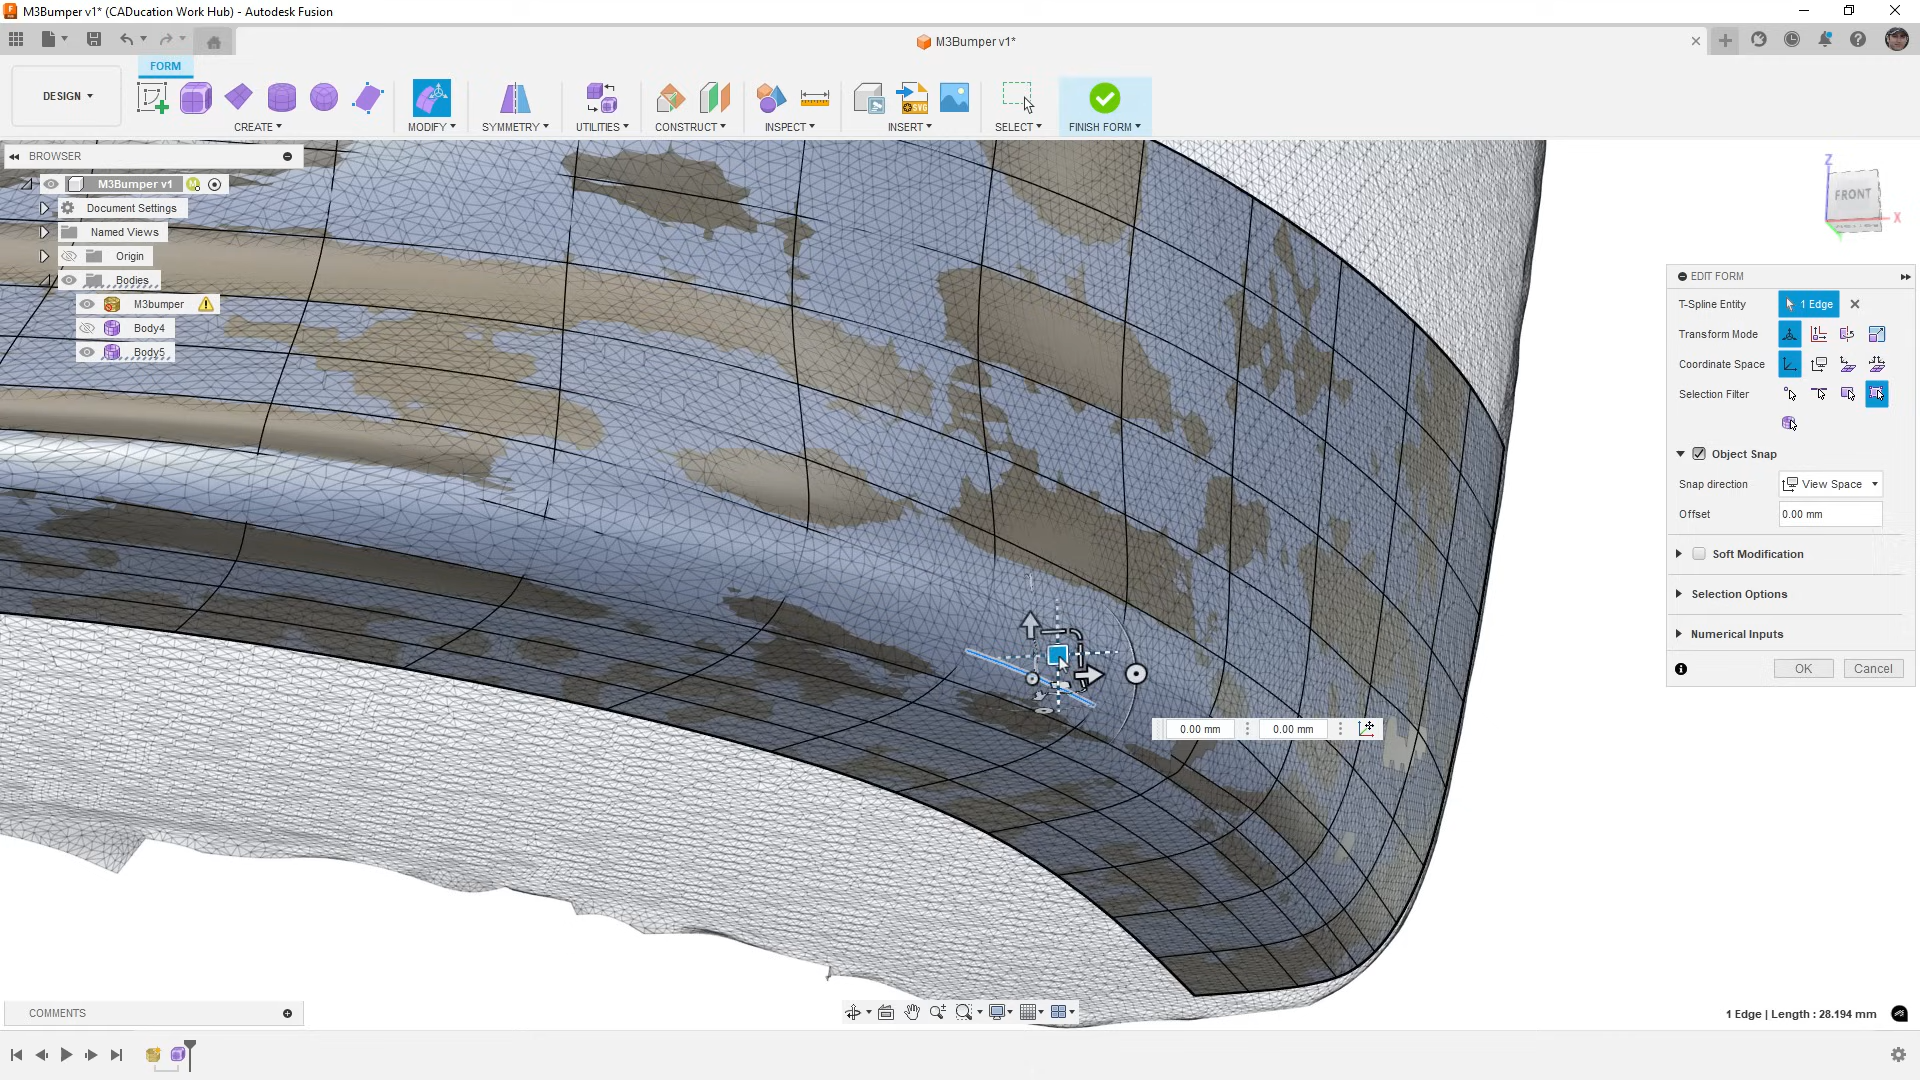 M3Bumper v1* (CADucation Work Hub) - Autodesk Fusion
M3Bumper v1*
FORM
DESIGN
CREATE
MODIFY
SYMMETRY
UTILITIES
CONSTRUCT
INSPECT
INSERT
SELECT
FINISH FORM
BROWSER
M3Bumper v1
Document Settings
Named Views
Origin
Bodies
M3bumper
Body4
Body5
Z
FRONT
X
EDIT FORM
T-Spline Entity
1 Edge
Transform Mode
Coordinate Space
Selection Filter
Object Snap
Snap direction
View Space
Offset
0.00 mm
Soft Modification
Selection Options
Numerical Inputs
OK
Cancel
0.00 mm
0.00 mm
COMMENTS
1 Edge | Length : 28.194 mm